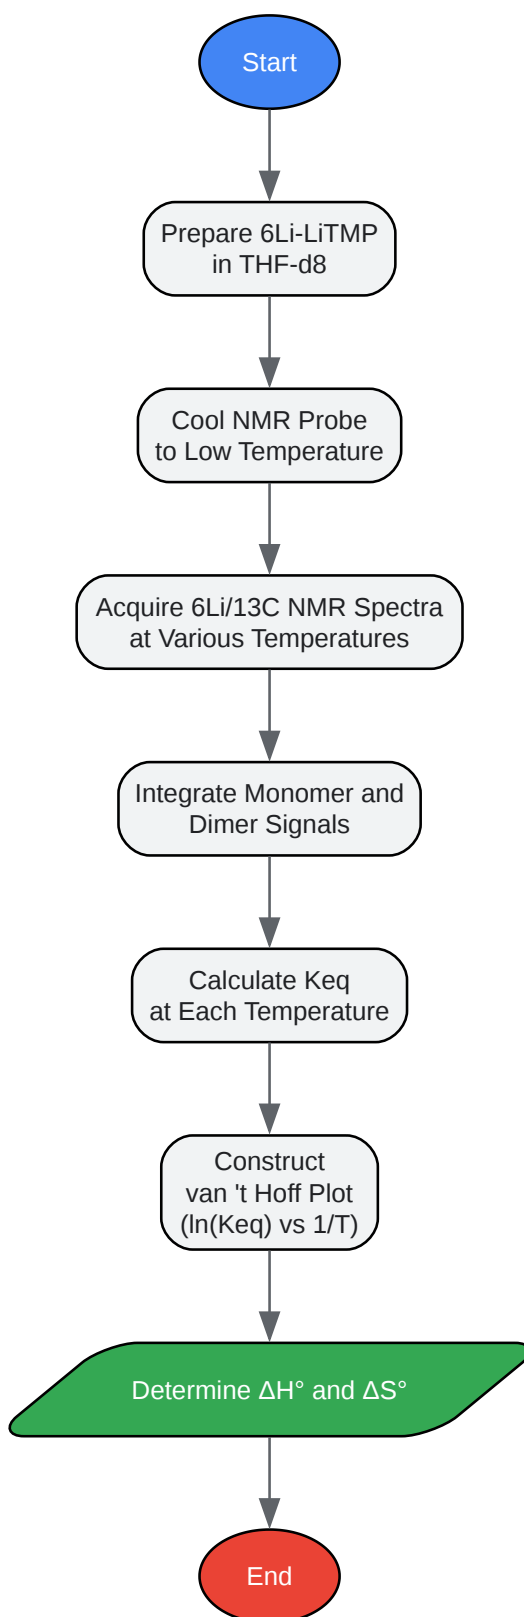 Start
Prepare 6Li-LiTMP
in THF-d8
Cool NMR Probe
to Low Temperature
Acquire 6Li/13C NMR Spectra
at Various Temperatures
Integrate Monomer and
Dimer Signals
Calculate Keq
at Each Temperature
Construct
van 't Hoff Plot
(ln(Keq) vs 1/T)
Determine ΔH° and ΔS°
End